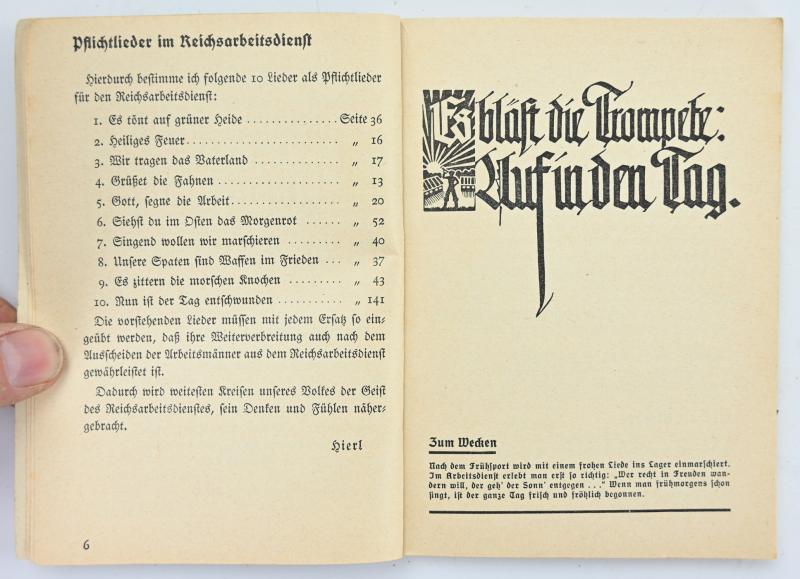 Pflichtlieder im Reichsarbeitsdienst
Hierdurch bestimme ich folgende 10 Lieder als Pflichtlieder
für den Reichsarbeitsdienst:
1. Es tönt auf grüner Heide ............... Seite 36
2. Heiliges Feuer ........................ „ 16
3. Wir tragen das Vaterland .............. „ 17
4. Grüßet die Fahnen .................... „ 13
5. Gott, segne die Arbeit .................. „ 20
6. Siehst du im Osten das Morgenrot ...... „ 52
7. Singend wollen wir marschieren ......... „ 40
8. Unsere Spaten sind Waffen im Frieden ... „ 37
9. Es zittern die morschen Knochen ........ „ 43
10. Nun ist der Tag entschwunden .......... „ 141
Die vorstehenden Lieder müssen mit jedem Ersatz so ein-
geübt werden, daß ihre Weiterverbreitung auch nach dem
Ausscheiden der Arbeitsmänner aus dem Reichsarbeitsdienst
gewährleistet ist.
Dadurch wird weitesten Kreisen unseres Volkes der Geist
des Reichsarbeitsdienstes, sein Denken und Fühlen näher-
gebracht.
Hierl
6
Es bläst die Trompete:
Auf in den Tag.
Zum Wecken
Nach dem Frühsport wird mit einem frohen Liede ins Lager einmarschiert.
Im Arbeitsdienst erlebt man erst so richtig: „Wer recht in Freuden wan-
dern will, der geh' der Sonn' entgegen ...“ Wenn man frühmorgens schon
singt, ist der ganze Tag frisch und fröhlich begonnen.